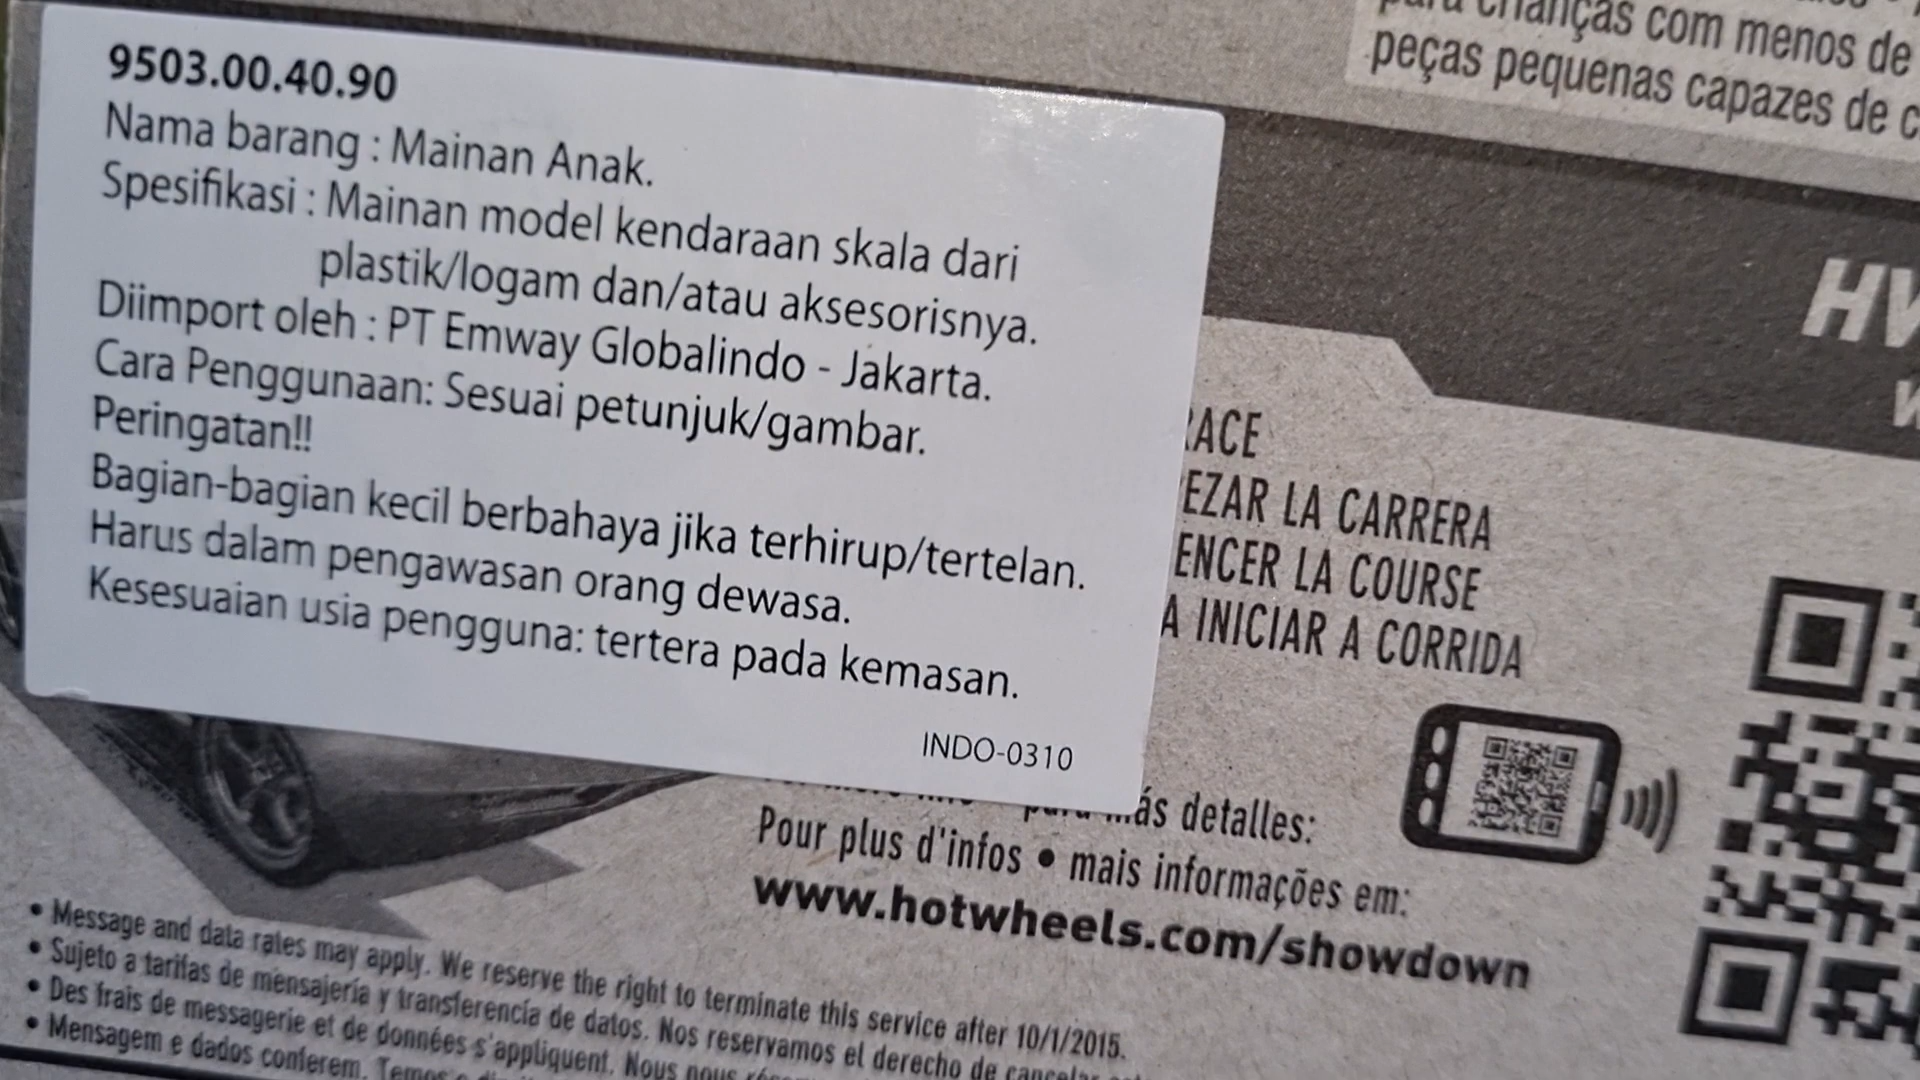 9503.00.40.90
Nama barang : Mainan Anak.
Spesifikasi : Mainan model kendaraan skala dari
plastik/logam dan/atau aksesorisnya.
Diimport oleh : PT Emway Globalindo - Jakarta.
Cara Penggunaan: Sesuai petunjuk/gambar.
Peringatan!!
Bagian-bagian kecil berbahaya jika terhirup/tertelan.
Harus dalam pengawasan orang dewasa.
Kesesuaian usia pengguna: tertera pada kemasan.
INDO-0310
para crianças com menos de
peças pequenas capazes de
HW
RACE
EZAR LA CARRERA
ENCER LA COURSE
A INICIAR A CORRIDA
para más detalles:
Pour plus d'infos • mais informações em:
www.hotwheels.com/showdown
• Message and data rates may apply. We reserve the right to terminate this service after 10/1/2015.
• Sujeto a tarifas de mensajería y transferencia de datos. Nos reservamos el derecho de cancelar
• Des frais de messagerie et de données s'appliquent. Nous nous
• Mensagem e dados conferem.